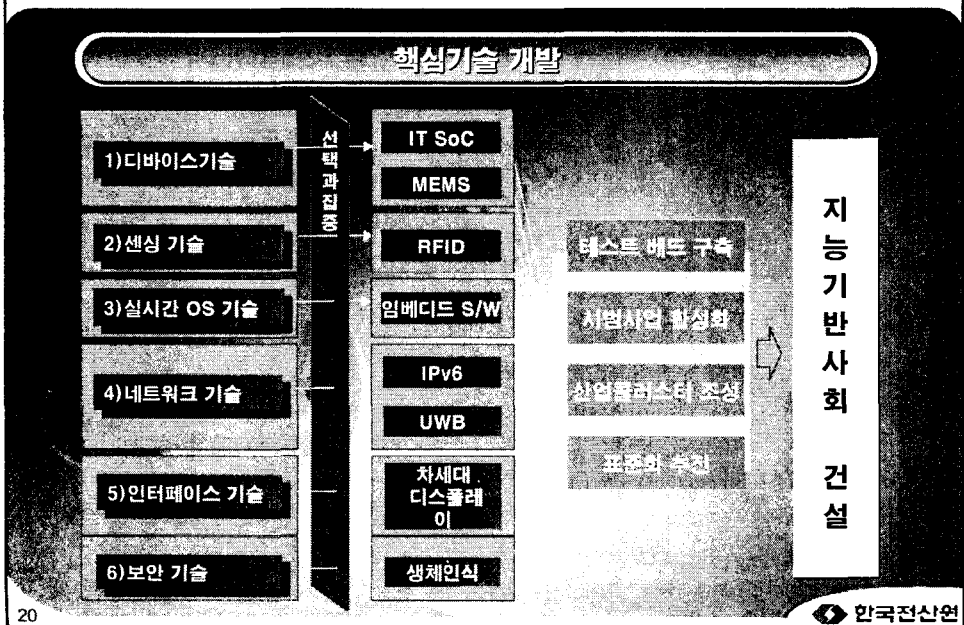 핵심기술 개발
1)디바이스기술
2)센싱 기술
3)실시간 OS 기술
4)네트워크 기술
5)인터페이스 기술
6)보안 기술
선택과집중
IT SoC
MEMS
RFID
임베디드 S/W
IPv6
UWB
차세대
디스플레
이
생체인식
테스트 베드 구축
시범사업 활성화
산업클러스터 조성
표준화 추진
지능기반사회 건설
20
한국전산원